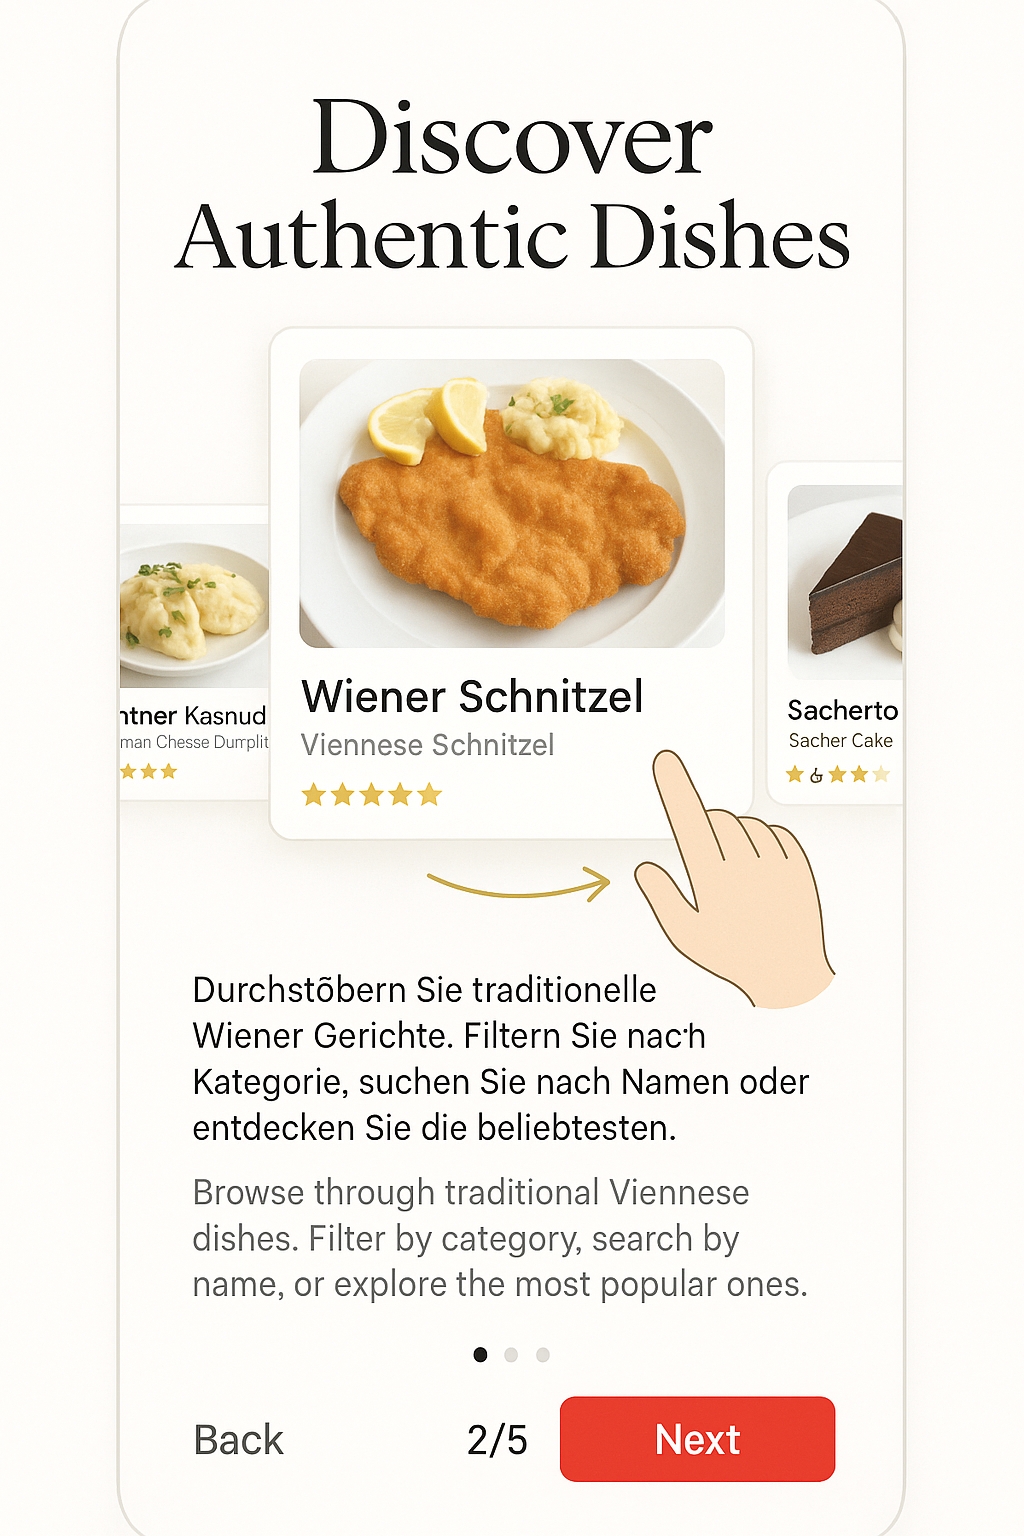 Discover
Authentic Dishes
ntner Kasnud
man Chesse Dumplit
Wiener Schnitzel
Viennese Schnitzel
Sacherto
Sacher Cake
Durchstõbern Sie traditionelle
Wiener Gerichte. Filtern Sie nach
Kategorie, suchen Sie nach Namen oder
entdecken Sie die beliebtesten.
Browse through traditional Viennese
dishes. Filter by category, search by
name, or explore the most popular ones.
Back
2/5
Next